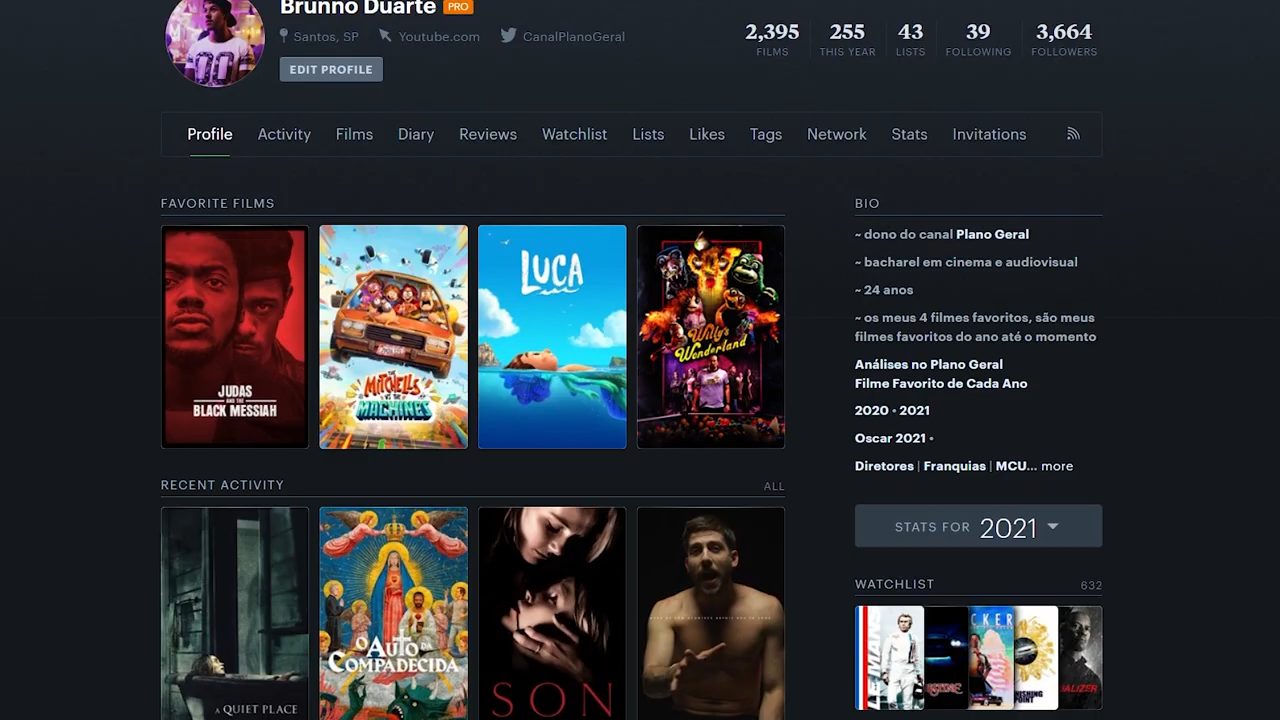 Brunno Duarte PRO
Santos, SP Youtube.com CanalPlanoGeral
EDIT PROFILE
2,395 255 43 39 3,664
FILMS THIS YEAR LISTS FOLLOWING FOLLOWERS
Profile Activity Films Diary Reviews Watchlist Lists Likes Tags Network Stats Invitations
FAVORITE FILMS
JUDAS
AND THE
BLACK MESSIAH
THE
MITCHELLS
VS THE
MACHINES
LUCA
Willy's
Wonderland
RECENT ACTIVITY ALL
A QUIET PLACE
O AUTO DA
COMPADECIDA
SON
BIO
~ dono do canal Plano Geral
~ bacharel em cinema e audiovisual
~ 24 anos
~ os meus 4 filmes favoritos, são meus
filmes favoritos do ano até o momento
Análises no Plano Geral
Filme Favorito de Cada Ano
2020 • 2021
Oscar 2021 •
Diretores | Franquias | MCU... more
STATS FOR 2021
WATCHLIST 632
CKER
NISHING
POINT
ALIZER